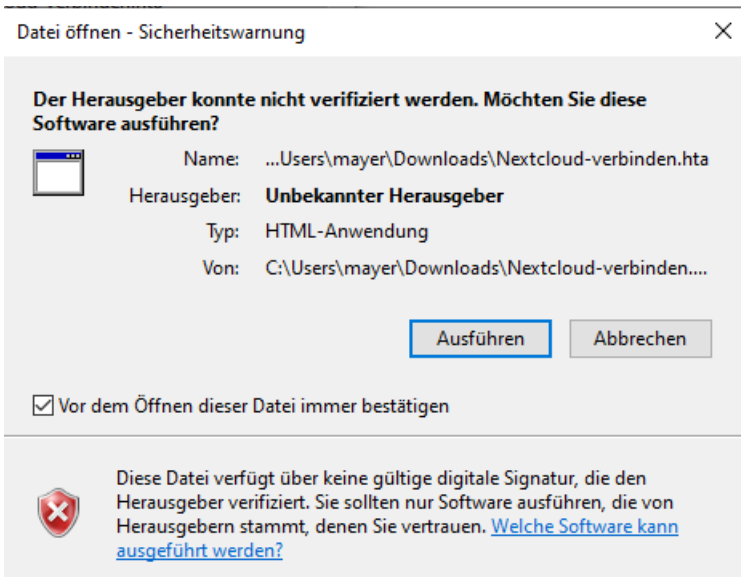 Datei öffnen - Sicherheitswarnung
Der Herausgeber konnte nicht verifiziert werden. Möchten Sie diese
Software ausführen?
Name: ...Users\mayer\Downloads\Nextcloud-verbinden.hta
Herausgeber: Unbekannter Herausgeber
Typ: HTML-Anwendung
Von: C:\Users\mayer\Downloads\Nextcloud-verbinden....
Ausführen Abbrechen
Vor dem Öffnen dieser Datei immer bestätigen
Diese Datei verfügt über keine gültige digitale Signatur, die den
Herausgeber verifiziert. Sie sollten nur Software ausführen, die von
Herausgebern stammt, denen Sie vertrauen. Welche Software kann
ausgeführt werden?